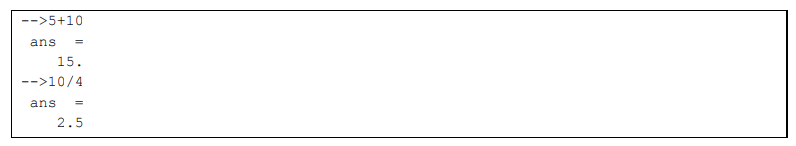 -->5+10
ans =
15.
-->10/4
ans =
2.5